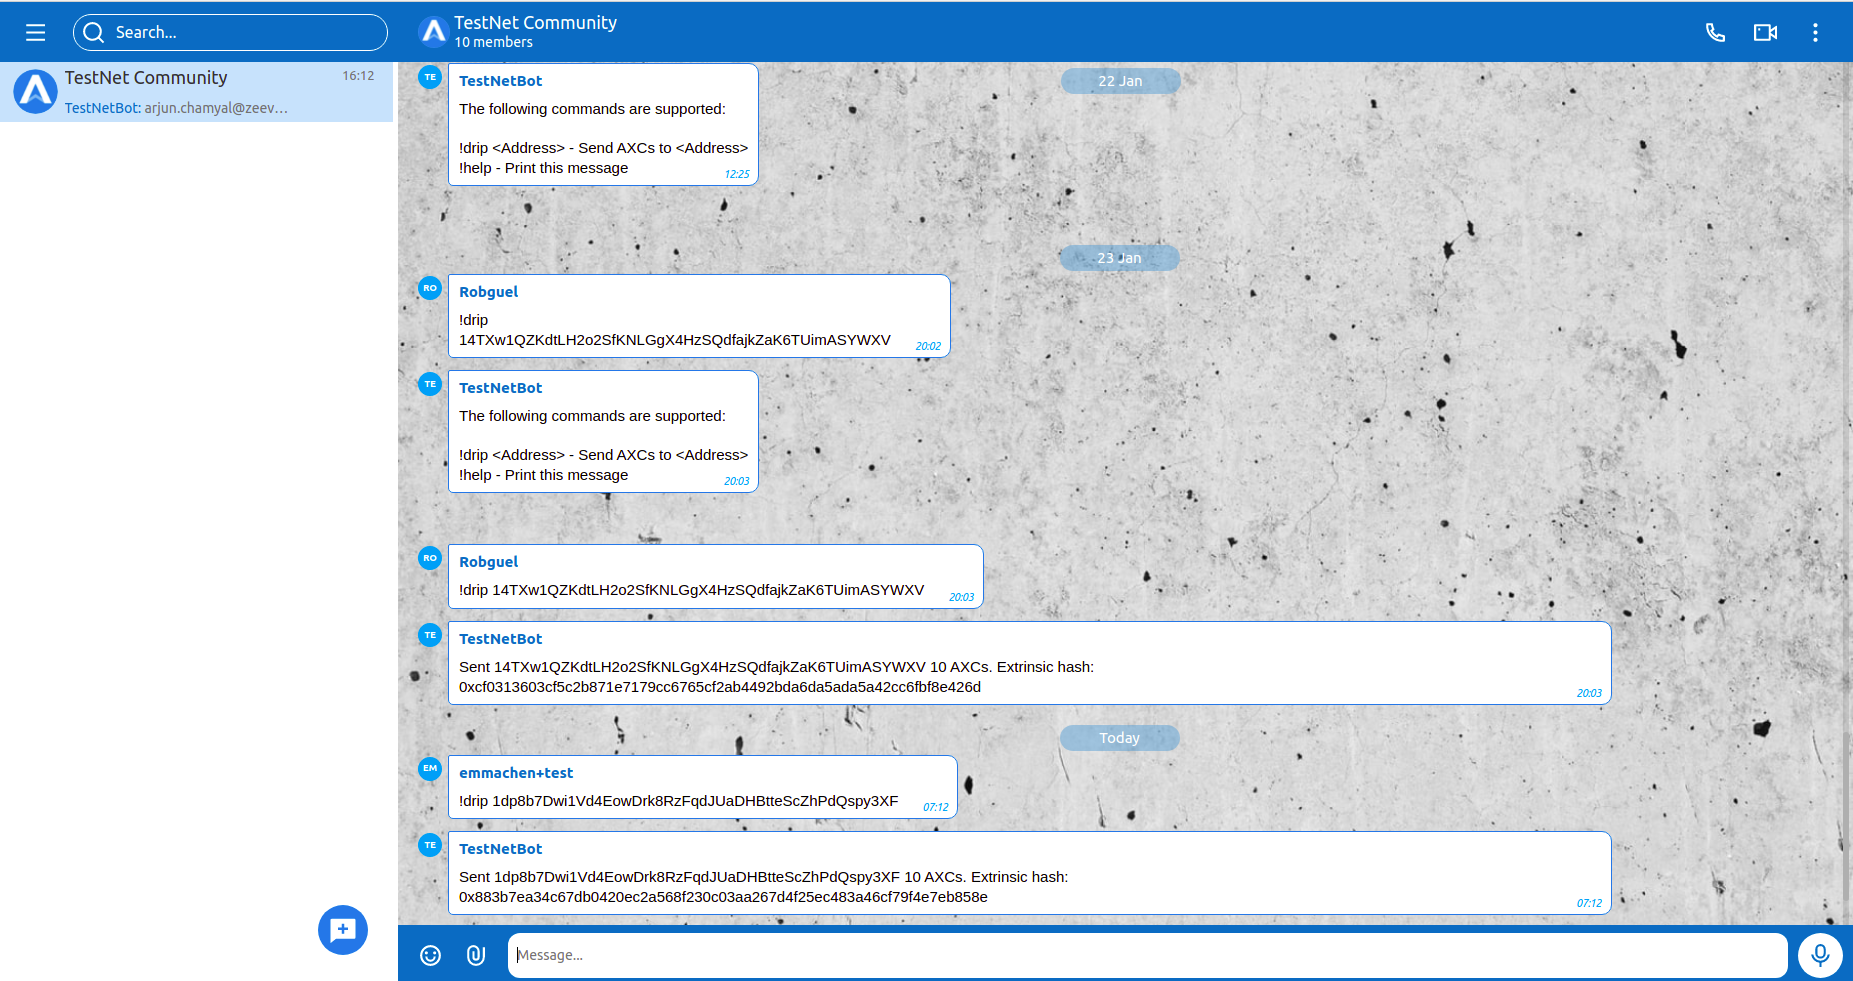 Search...
TestNet Community
16:12
TestNetBot: arjun.chamyal@zeev...
TestNet Community
10 members
22 Jan
TE
TestNetBot
The following commands are supported:
!drip <Address> - Send AXCs to <Address>
!help - Print this message
12:25
23 Jan
RO
Robguel
!drip
14TXw1QZKdtLH2o2SfKNLGgX4HzSQdfajkZaK6TUimASYWXV
20:02
TE
TestNetBot
The following commands are supported:
!drip <Address> - Send AXCs to <Address>
!help - Print this message
20:03
RO
Robguel
!drip 14TXw1QZKdtLH2o2SfKNLGgX4HzSQdfajkZaK6TUimASYWXV
20:03
TE
TestNetBot
Sent 14TXw1QZKdtLH2o2SfKNLGgX4HzSQdfajkZaK6TUimASYWXV 10 AXCs. Extrinsic hash:
0xcf0313603cf5c2b871e7179cc6765cf2ab4492bda6da5ada5a42cc6fbf8e426d
20:03
Today
EM
emmachen+test
!drip 1dp8b7Dwi1Vd4EowDrk8RzFqdJUaDHBtteScZhPdQspy3XF
07:12
TE
TestNetBot
Sent 1dp8b7Dwi1Vd4EowDrk8RzFqdJUaDHBtteScZhPdQspy3XF 10 AXCs. Extrinsic hash:
0x883b7ea34c67db0420ec2a568f230c03aa267d4f25ec483a46cf79f4e7eb858e
07:12
Message...